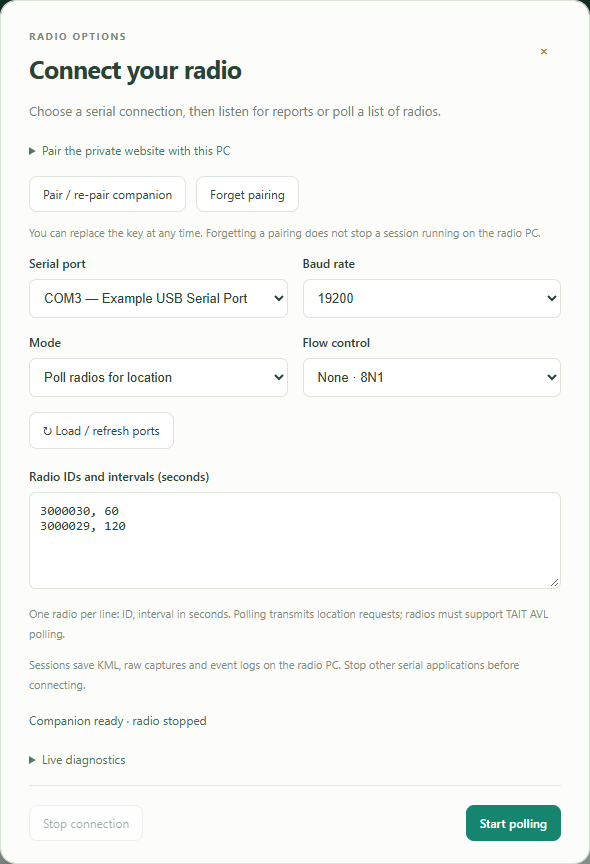 RADIO OPTIONS
×
Connect your radio
Choose a serial connection, then listen for reports or poll a list of radios.
▶ Pair the private website with this PC
Pair / re-pair companion
Forget pairing
You can replace the key at any time. Forgetting a pairing does not stop a session running on the radio PC.
Serial port
Baud rate
COM3 — Example USB Serial Port
19200
Mode
Flow control
Poll radios for location
None · 8N1
↻ Load / refresh ports
Radio IDs and intervals (seconds)
3000030, 60
3000029, 120
One radio per line: ID, interval in seconds. Polling transmits location requests; radios must support TAIT AVL
polling.
Sessions save KML, raw captures and event logs on the radio PC. Stop other serial applications before
connecting.
Companion ready · radio stopped
▶ Live diagnostics
Stop connection
Start polling